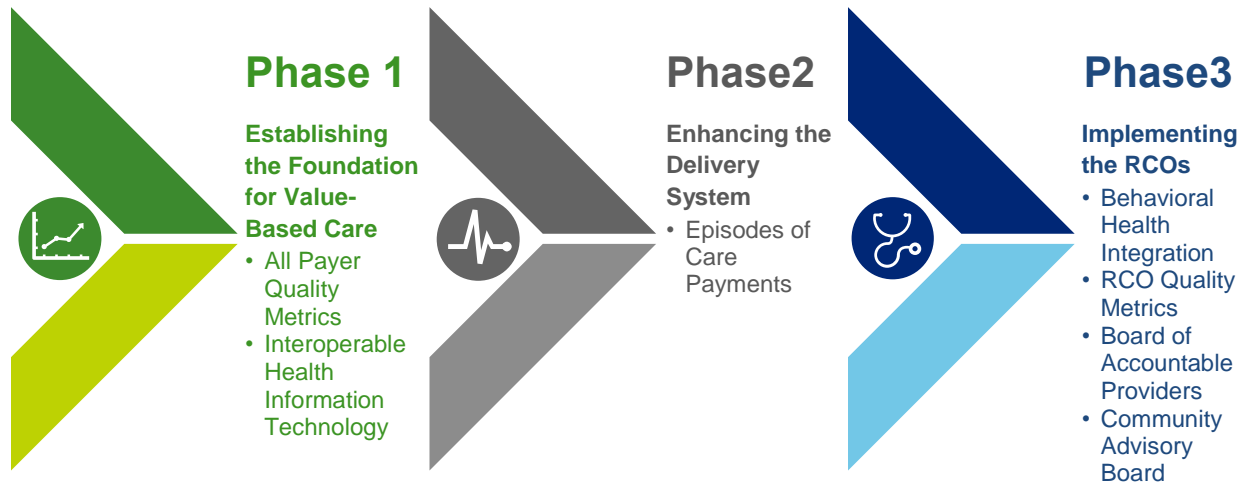 Phase 1
Establishing
the Foundation
for Value-
Based Care
• All Payer
Quality
Metrics
• Interoperable
Health
Information
Technology
Phase2
Enhancing the
Delivery
System
• Episodes of
Care
Payments
Phase3
Implementing
the RCOs
• Behavioral
Health
Integration
• RCO Quality
Metrics
• Board of
Accountable
Providers
• Community
Advisory
Board